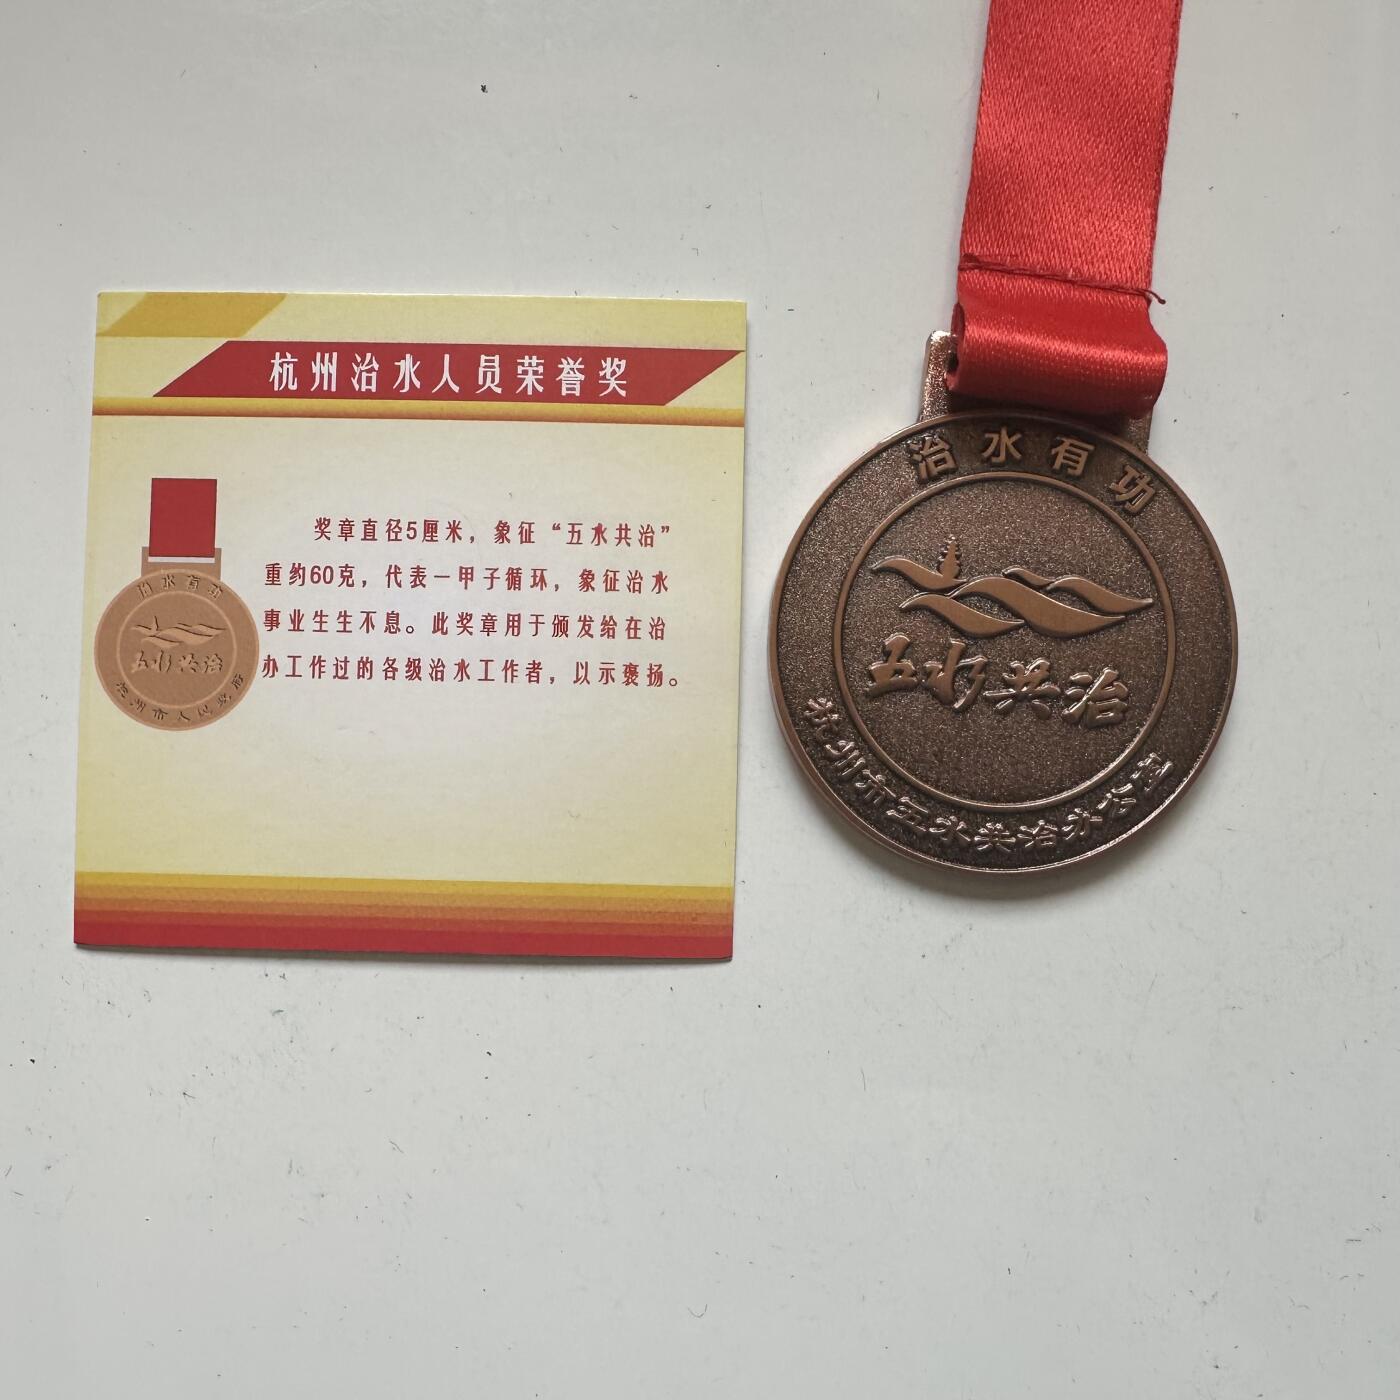 杭州治水人员荣誉奖
奖章直径5厘米，象征“五水共治”
重约60克，代表一甲子循环，象征治水
事业生生不息。此奖章用于颁发给在治
办工作过的各级治水工作者，以示褒扬。
治水有功
五水共治
杭州市人民政府
治水有功
五水共治
杭州市五水共治办公室